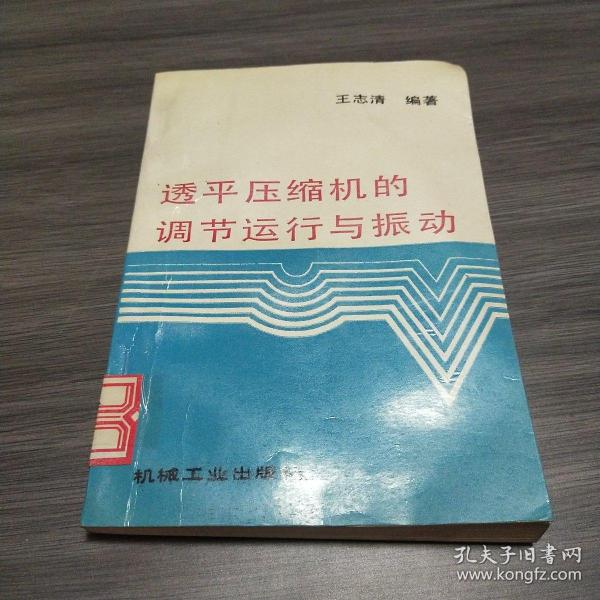 王志清 编著
透平压缩机的
调节运行与振动
机械工业出版社
孔夫子旧书网
www.kongfz.com